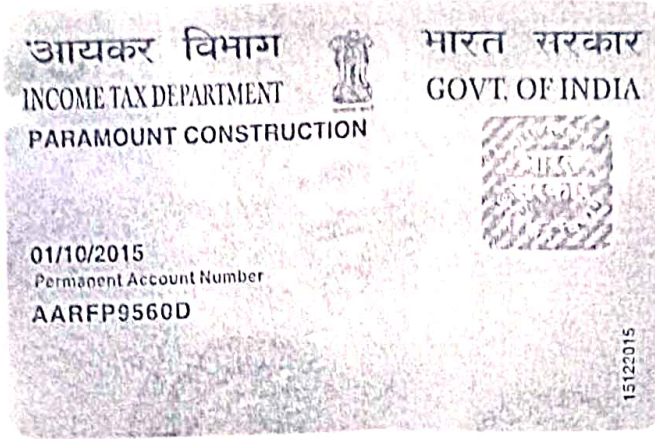 आयकर विभाग
INCOME TAX DEPARTMENT
भारत सरकार
GOVT. OF INDIA
PARAMOUNT CONSTRUCTION
01/10/2015
Permanent Account Number
AARFP9560D
15122015